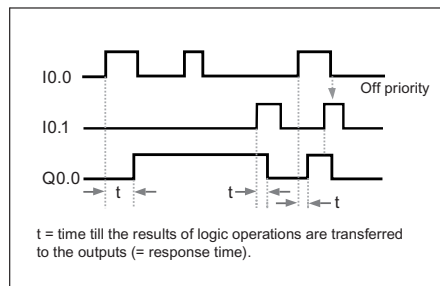 I0.0
Off priority
I0.1
Q0.0
t
t
t
t = time till the results of logic operations are transferred
to the outputs (= response time).